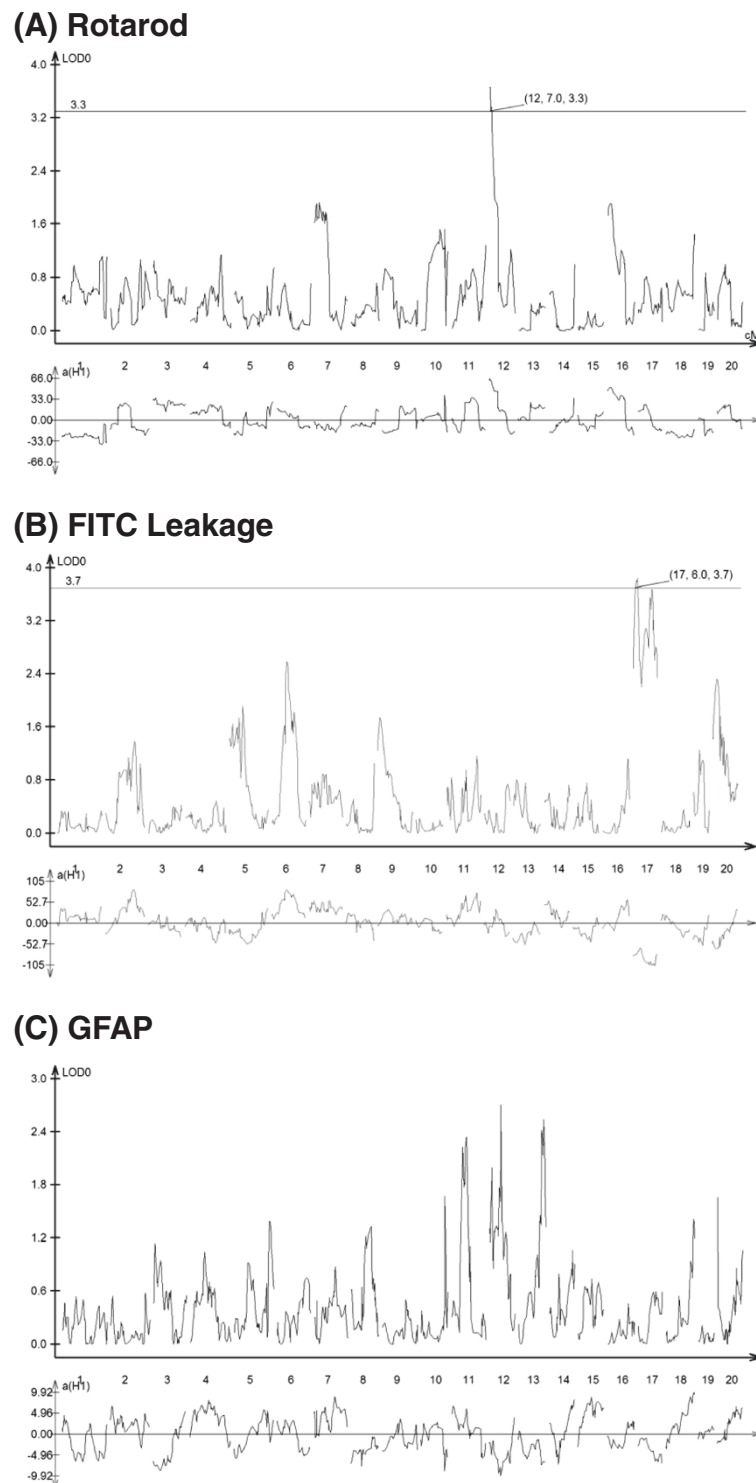 (A) Rotarod
LOD0
4.0
3.3
(12, 7.0, 3.3)
3.2
2.4
1.6
0.8
0.0
cM
1 2 3 4 5 6 7 8 9 10 11 12 13 14 15 16 17 18 19 20
a(H1)
66.0
33.0
0.00
-33.0
-66.0
(B) FITC Leakage
LOD0
4.0
3.7
(17, 6.0, 3.7)
3.2
2.4
1.6
0.8
0.0
1 2 3 4 5 6 7 8 9 10 11 12 13 14 15 16 17 18 19 20
a(H1)
105
52.7
0.00
-52.7
-105
(C) GFAP
LOD0
3.0
2.4
1.8
1.2
0.6
0.0
1 2 3 4 5 6 7 8 9 10 11 12 13 14 15 16 17 18 19 20
a(H1)
9.92
4.96
0.00
-4.96
-9.92